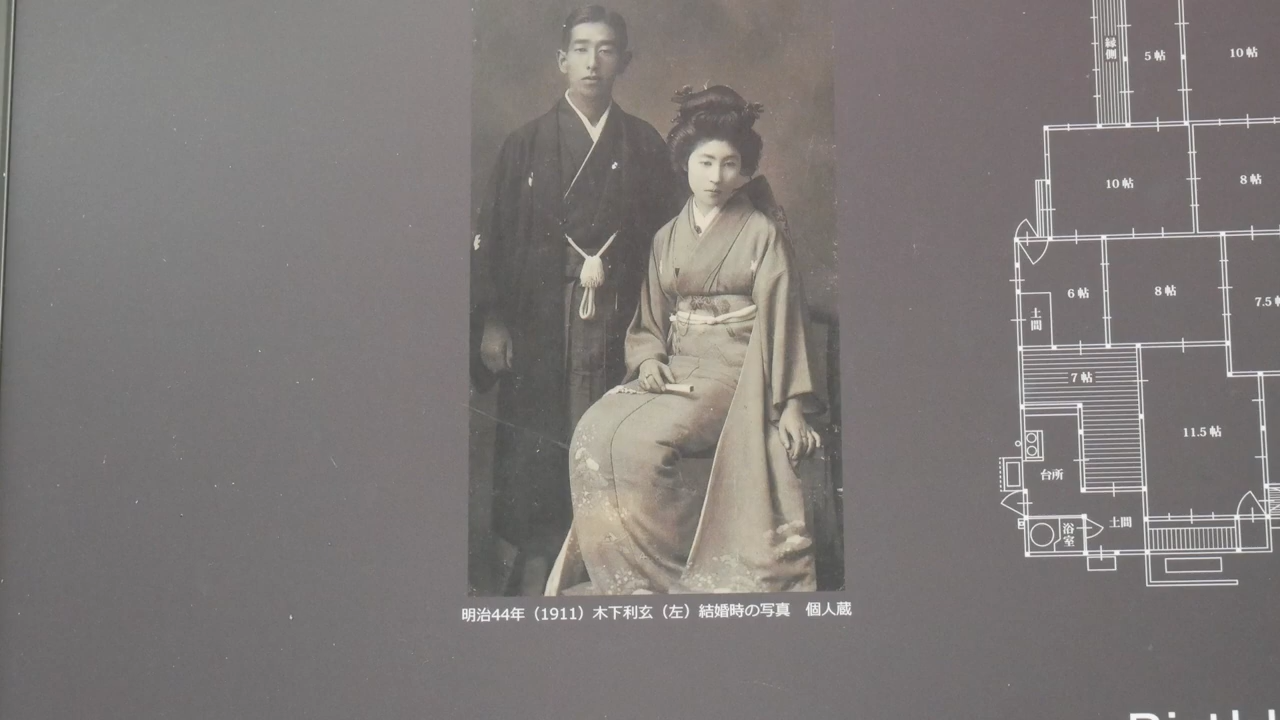 縁側
5帖
10帖
10帖
8帖
6帖
8帖
7.5帖
土間
7帖
11.5帖
台所
土間
浴室
明治44年（1911）木下利玄（左）結婚時の写真　個人蔵